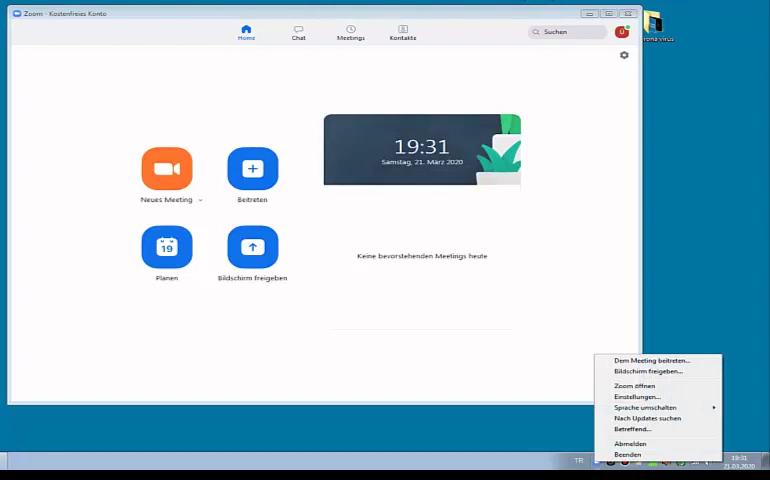 Zoom - Kostenfreies Konto
Home
Chat
Meetings
Kontakte
Suchen
Ü
19:31
Samstag, 21. März 2020
Neues Meeting
Beitreten
19
Planen
Bildschirm freigeben
Keine bevorstehenden Meetings heute
Dem Meeting beitreten...
Bildschirm freigeben...
Zoom öffnen
Einstellungen...
Sprache umschalten
Nach Updates suchen
Betreffend...
Abmelden
Beenden
TR
19:31
21.03.2020